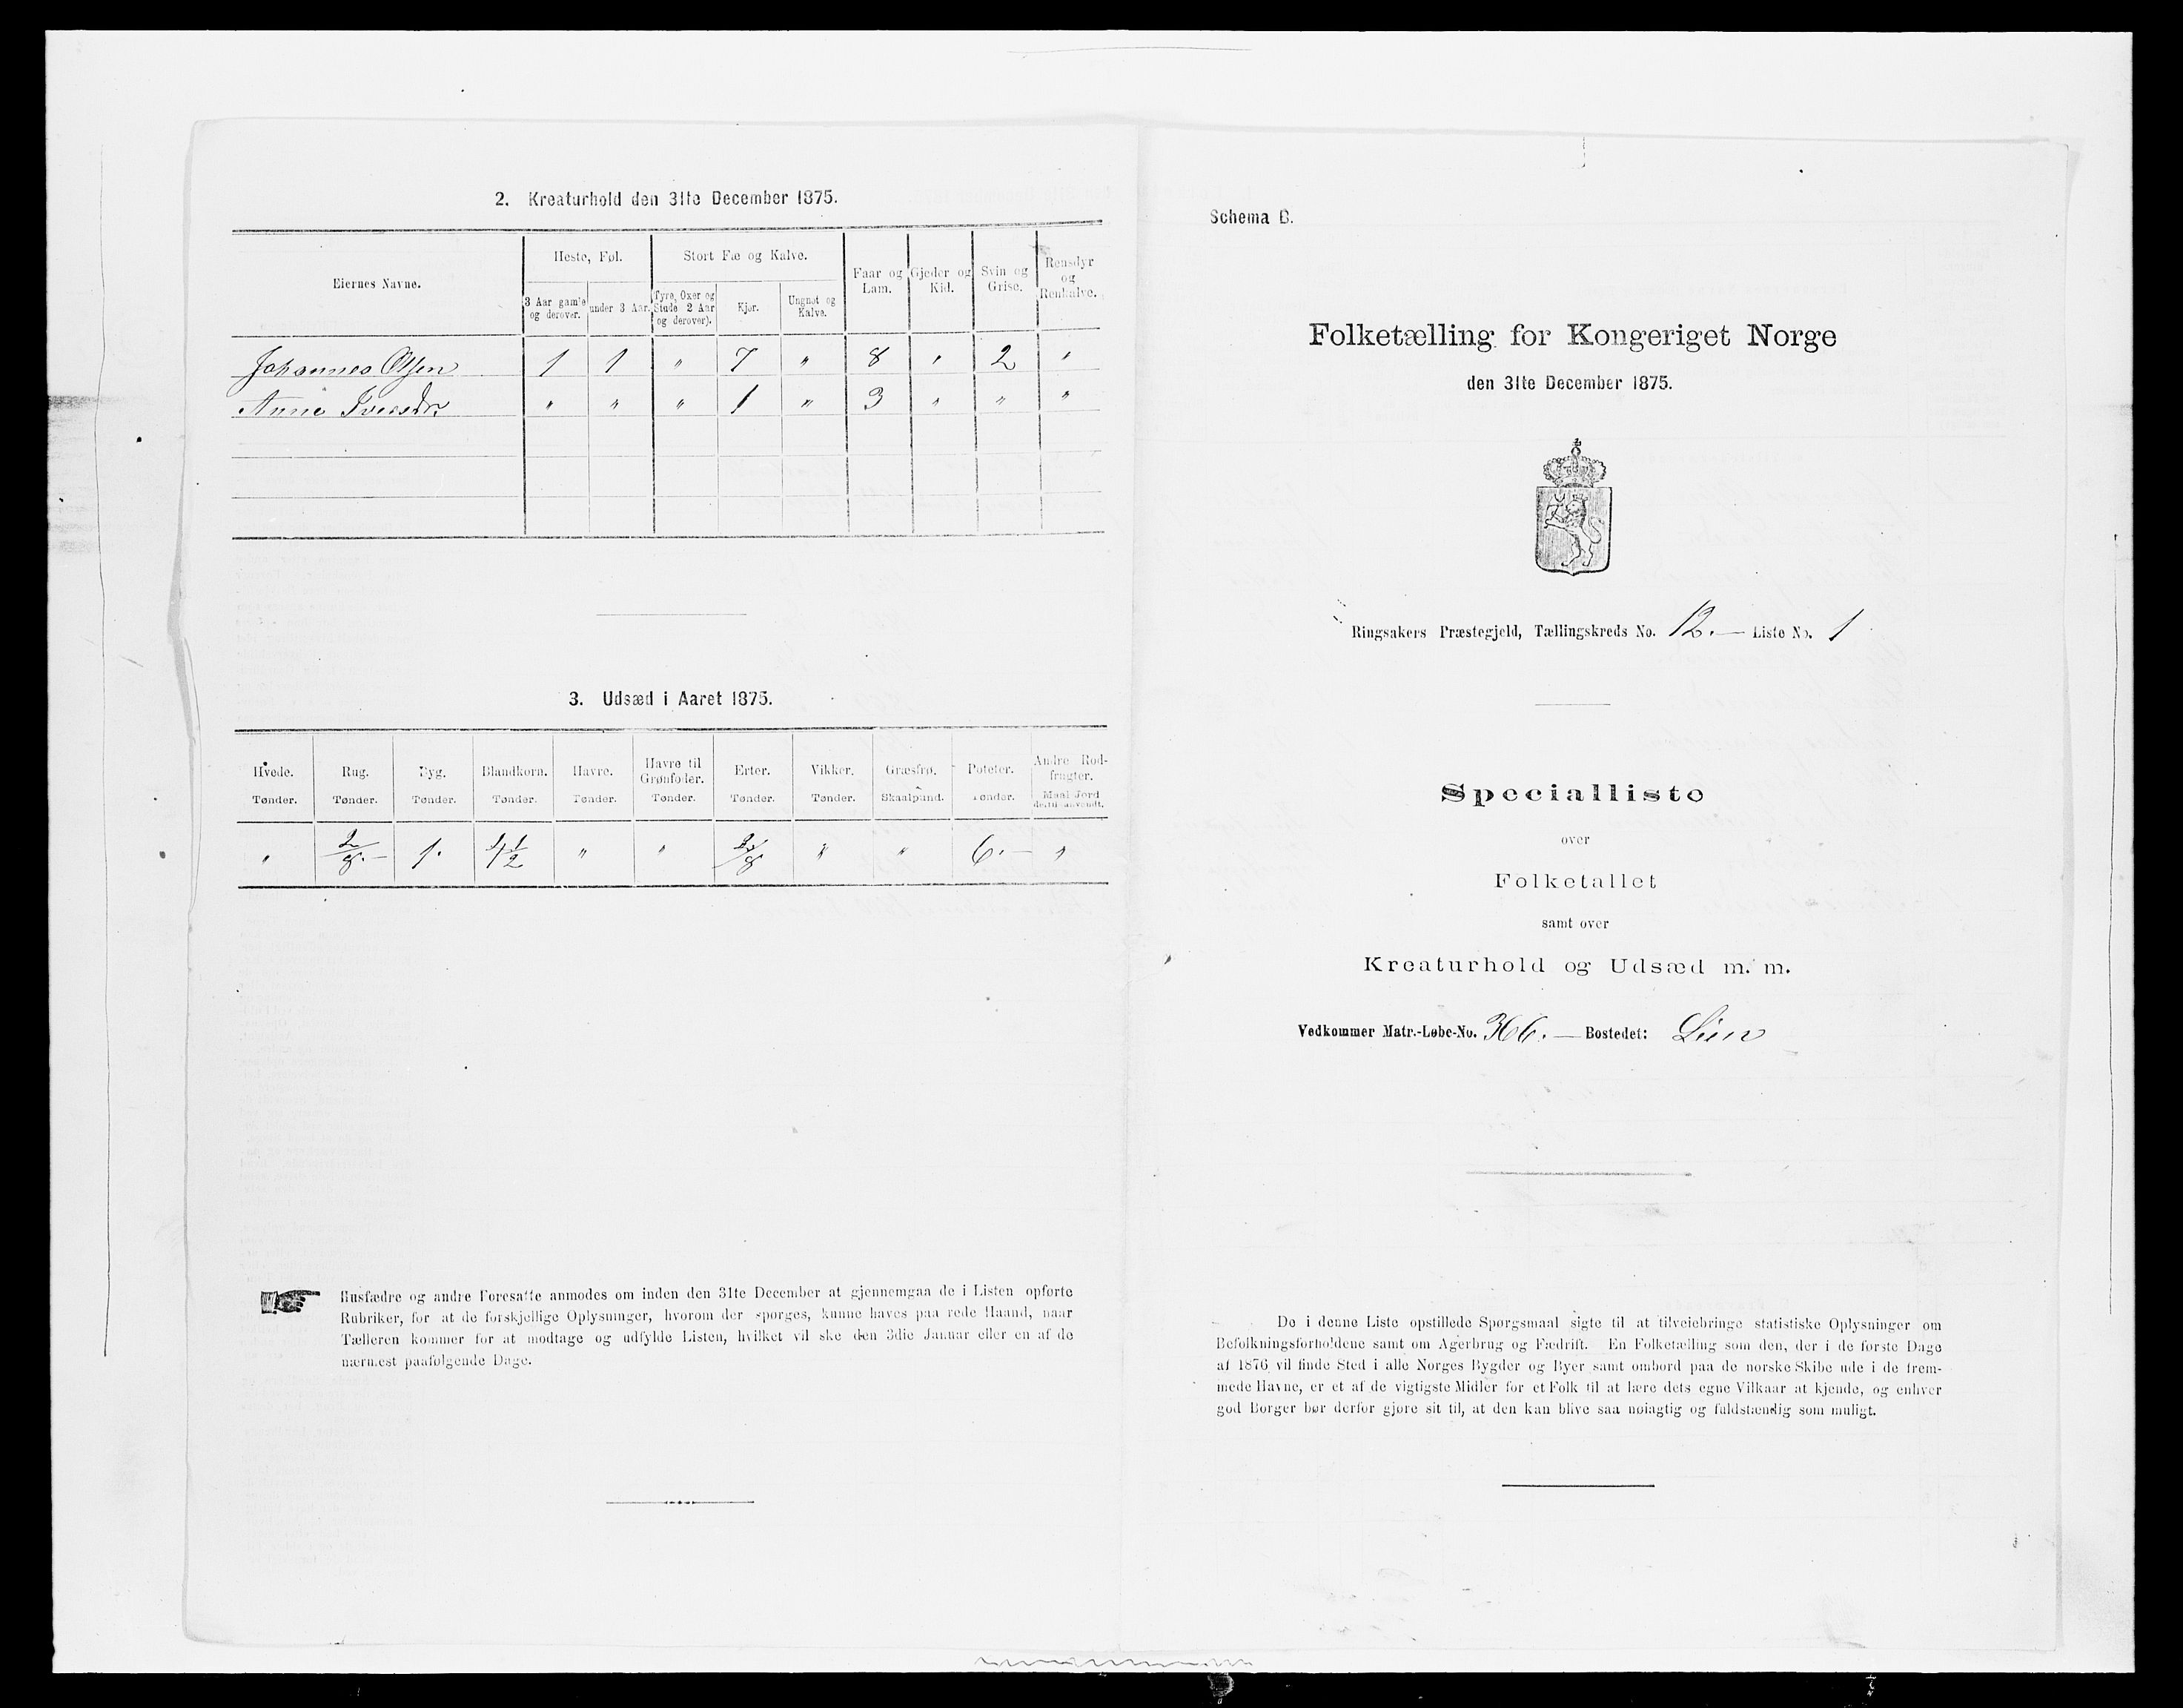 2. Kreaturhold den 31te December 1875.
Eiernes Navne.
Heste, Føl.
Stort Fæ og Kalve.
Faar og Lam.
Gjeder og Kid.
Svin og Grise.
Rensdyr og Renkalve.
3 Aar gamle og derover.
under 3 Aar.
Tyre, Oxer og Stude 2 Aar og derover).
Kjør.
Ungnøt og Kalve.
Johannes Olsen 1 1 " 7 " 8 " 2 "
Anne Iversdr. " " " 1 " 3 " " "
3. Udsæd i Aaret 1875.
Hvede. Rug. Byg. Blandkorn. Havre. Havre til Grønfoder. Erter. Vikker. Græsfrø. Poteter. Andre Rodfrugter.
Tønder. Tønder. Tønder. Tønder. Tønder. Tønder. Tønder. Tønder. Skaalpund. Tønder. Maal Jord dertil anvendt.
" 2/8. 1. 4 1/2 " " /8 " " 6. "
Husfædre og andre Foresatte anmodes om inden den 31te December at gjennemgaa de i Listen opførte
Rubriker, for at de forskjellige Oplysninger, hvorom der spørges, kunne haves paa rede Haand, naar
Tælleren kommer for at modtage og udfylde Listen, hvilket vil ske den 3die Januar eller en af de
nærmest paafølgende Dage.
Schema B.
Folketælling for Kongeriget Norge
den 31te December 1875.
Ringsakers Præstegjeld, Tællingskreds No. 12. Liste No. 1
Specialliste
over
Folketallet
samt over
Kreaturhold og Udsæd m. m.
Vedkommer Matr.-Løbe-No. 366. Bostedet: Lien
De i denne Liste opstillede Spørgsmaal sigte til at tilveiebringe statistiske Oplysninger om
Befolkningsforholdene samt om Agerbrug og Fædrift. En Folketælling som den, der i de første Dage
af 1876 vil finde Sted i alle Norges Bygder og Byer samt ombord paa de norske Skibe ude i de frem-
mede Havne, er et af de vigtigste Midler for et Folk til at lære dets egne Vilkaar at kjende, og enhver
god Borger bør derfor gjøre sit til, at den kan blive saa nøiagtig og fuldstændig som muligt.